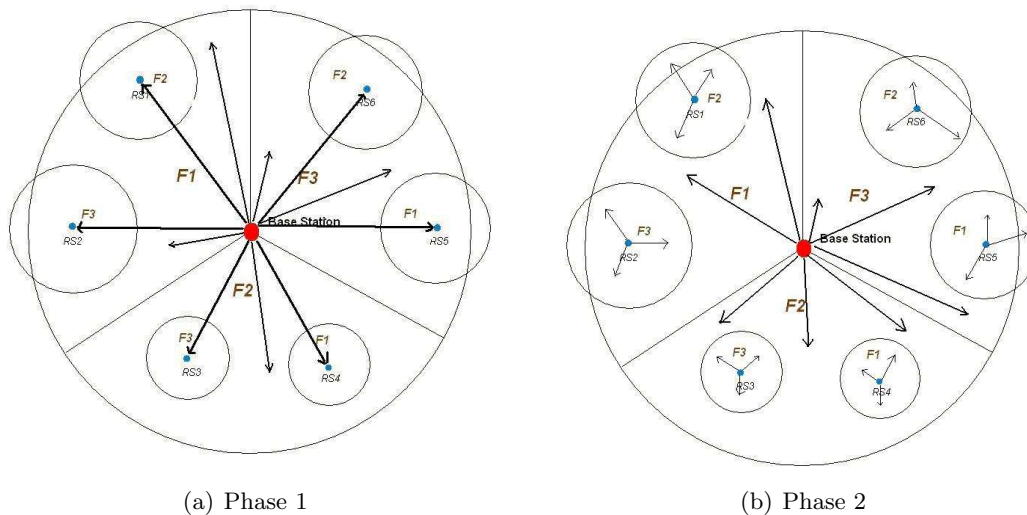 F2
RS1
F2
RS6
F1
F3
F3
RS2
Base Station
F1
RS5
F2
F3
RS3
F1
RS4
(a) Phase 1
F2
RS1
F2
RS6
F1
F3
F3
RS2
Base Station
F1
RS5
F2
F3
RS3
F1
RS4
(b) Phase 2